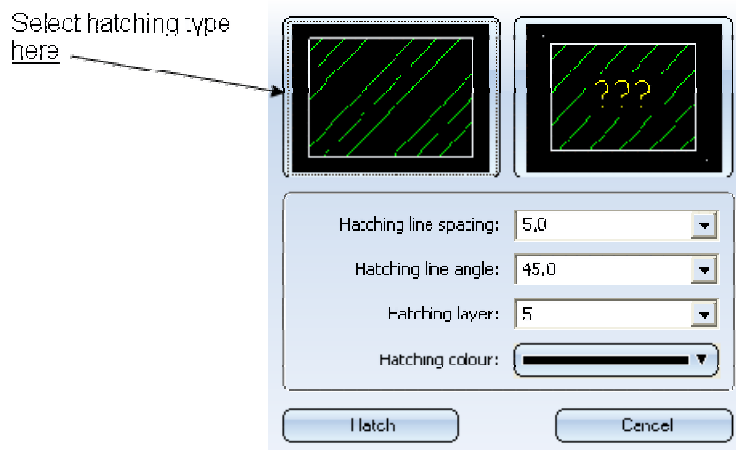 Select hatching type
here
???
Hatching line spacing: 5,0
Hatching line angle: 45,0
Hatching layer: 5
Hatching colour:
Hatch Cancel